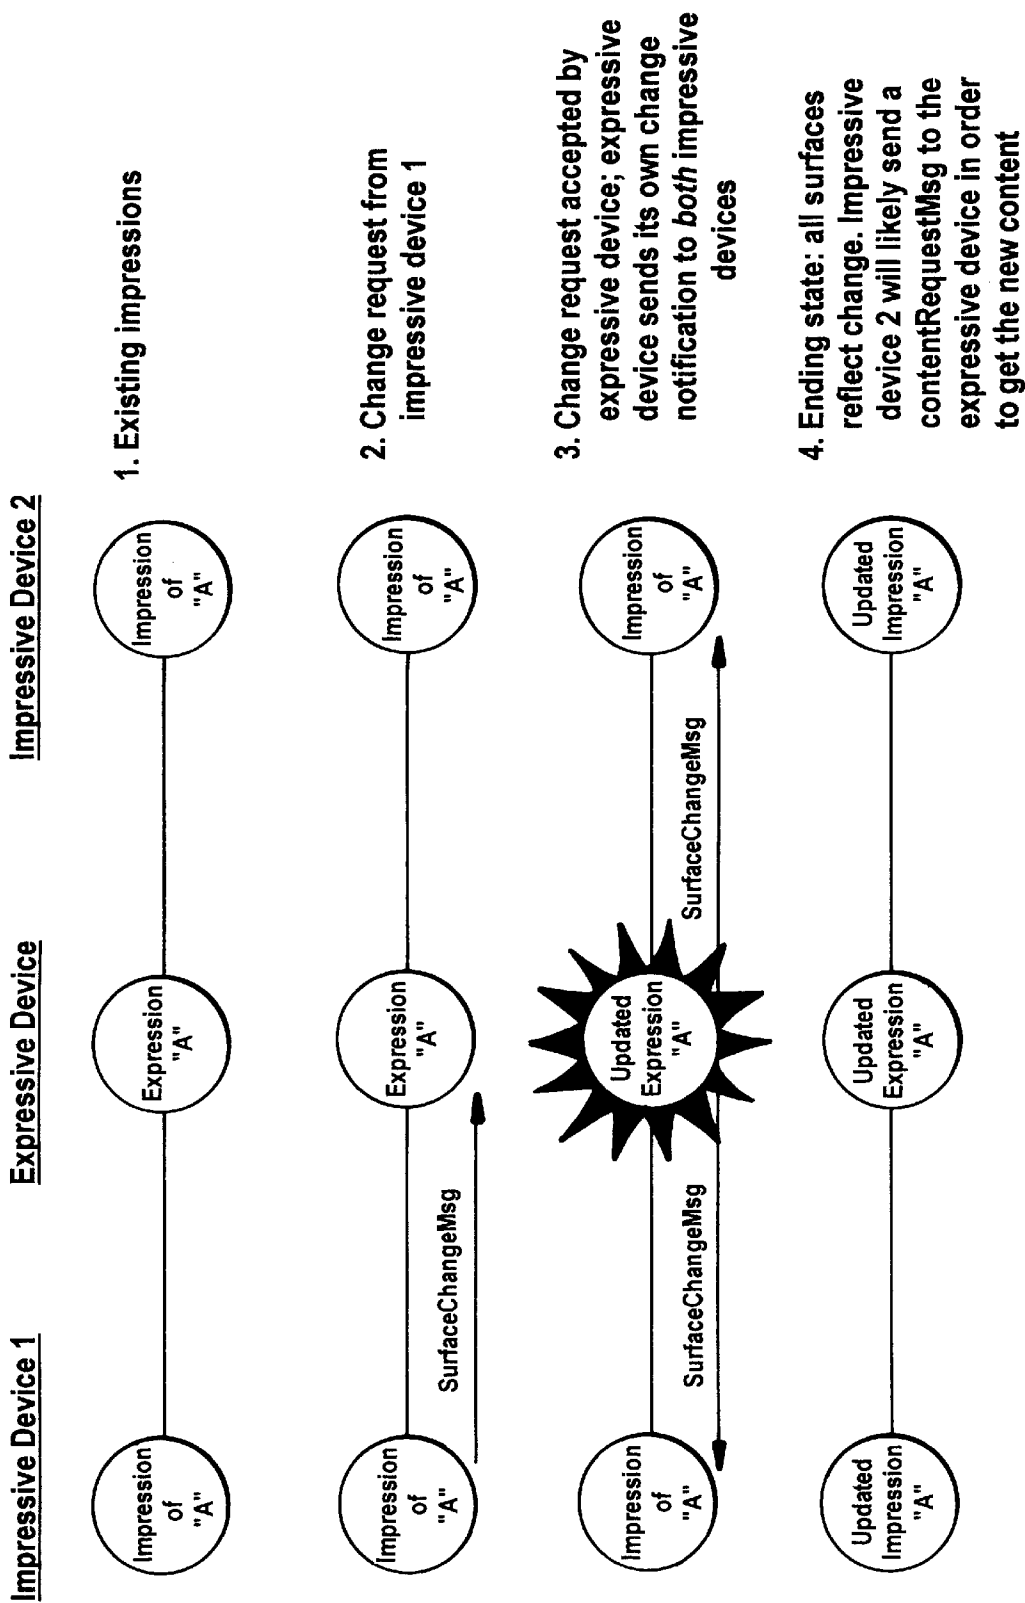 Impressive Device 1
Expressive Device
Impressive Device 2
Impression
of
"A"
Expression
"A"
Impression
of
"A"
1. Existing impressions
Impression
of
"A"
SurfaceChangeMsg
Expression
"A"
Impression
of
"A"
2. Change request from
impressive device 1
Impression
of
"A"
SurfaceChangeMsg
Updated
Expression
"A"
SurfaceChangeMsg
Impression
of
"A"
3. Change request accepted by
expressive device; expressive
device sends its own change
notification to both impressive
devices
Updated
Impression
"A"
Updated
Expression
"A"
Updated
Impression
"A"
4. Ending state: all surfaces
reflect change. Impressive
device 2 will likely send a
contentRequestMsg to the
expressive device in order
to get the new content